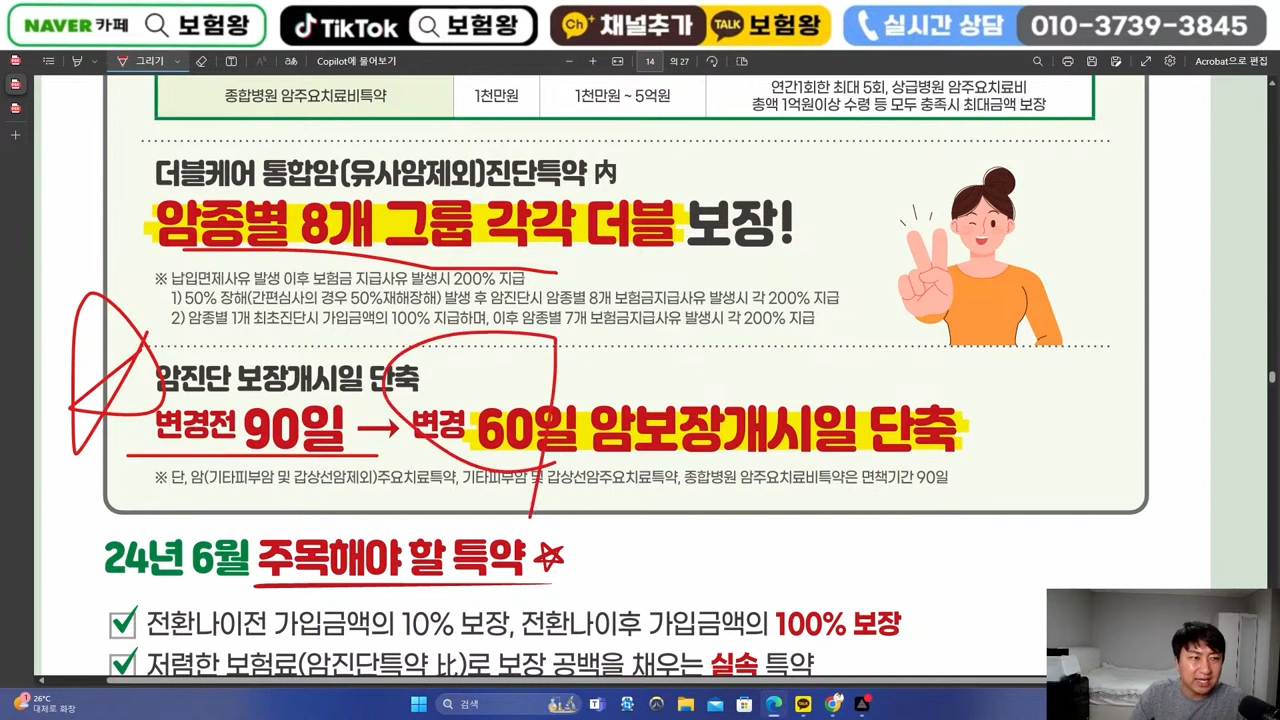 NAVER 카페 보험왕 TikTok 보험왕 Ch+ 채널추가 TALK 보험왕 실시간 상담 010-3739-3845
그리기 Copilot에 물어보기 14 의 27 Acrobat으로 편집
종합병원 암주요치료비특약 1천만원 1천만원 ~ 5억원 연간1회한 최대 5회, 상급병원 암주요치료비
총액 1억원이상 수령 등 모두 충족시 최대금액 보장
더블케어 통합암(유사암제외)진단특약 內
암종별 8개 그룹 각각 더블 보장!
※ 납입면제사유 발생 이후 보험금 지급사유 발생시 200% 지급
1) 50% 장해(간편심사의 경우 50%재해장해) 발생 후 암진단시 암종별 8개 보험금지급사유 발생시 각 200% 지급
2) 암종별 1개 최초진단시 가입금액의 100% 지급하며, 이후 암종별 7개 보험금지급사유 발생시 각 200% 지급
암진단 보장개시일 단축
변경전 90일 → 변경 60일 암보장개시일 단축
※ 단, 암(기타피부암 및 갑상선암제외)주요치료특약, 기타피부암 및 갑상선암주요치료특약, 종합병원 암주요치료비특약은 면책기간 90일
24년 6월 주목해야 할 특약
전환나이전 가입금액의 10% 보장, 전환나이후 가입금액의 100% 보장
저렴한 보험료(암진단특약 比)로 보장 공백을 채우는 실속 특약
26°C
대체로 화창
검색